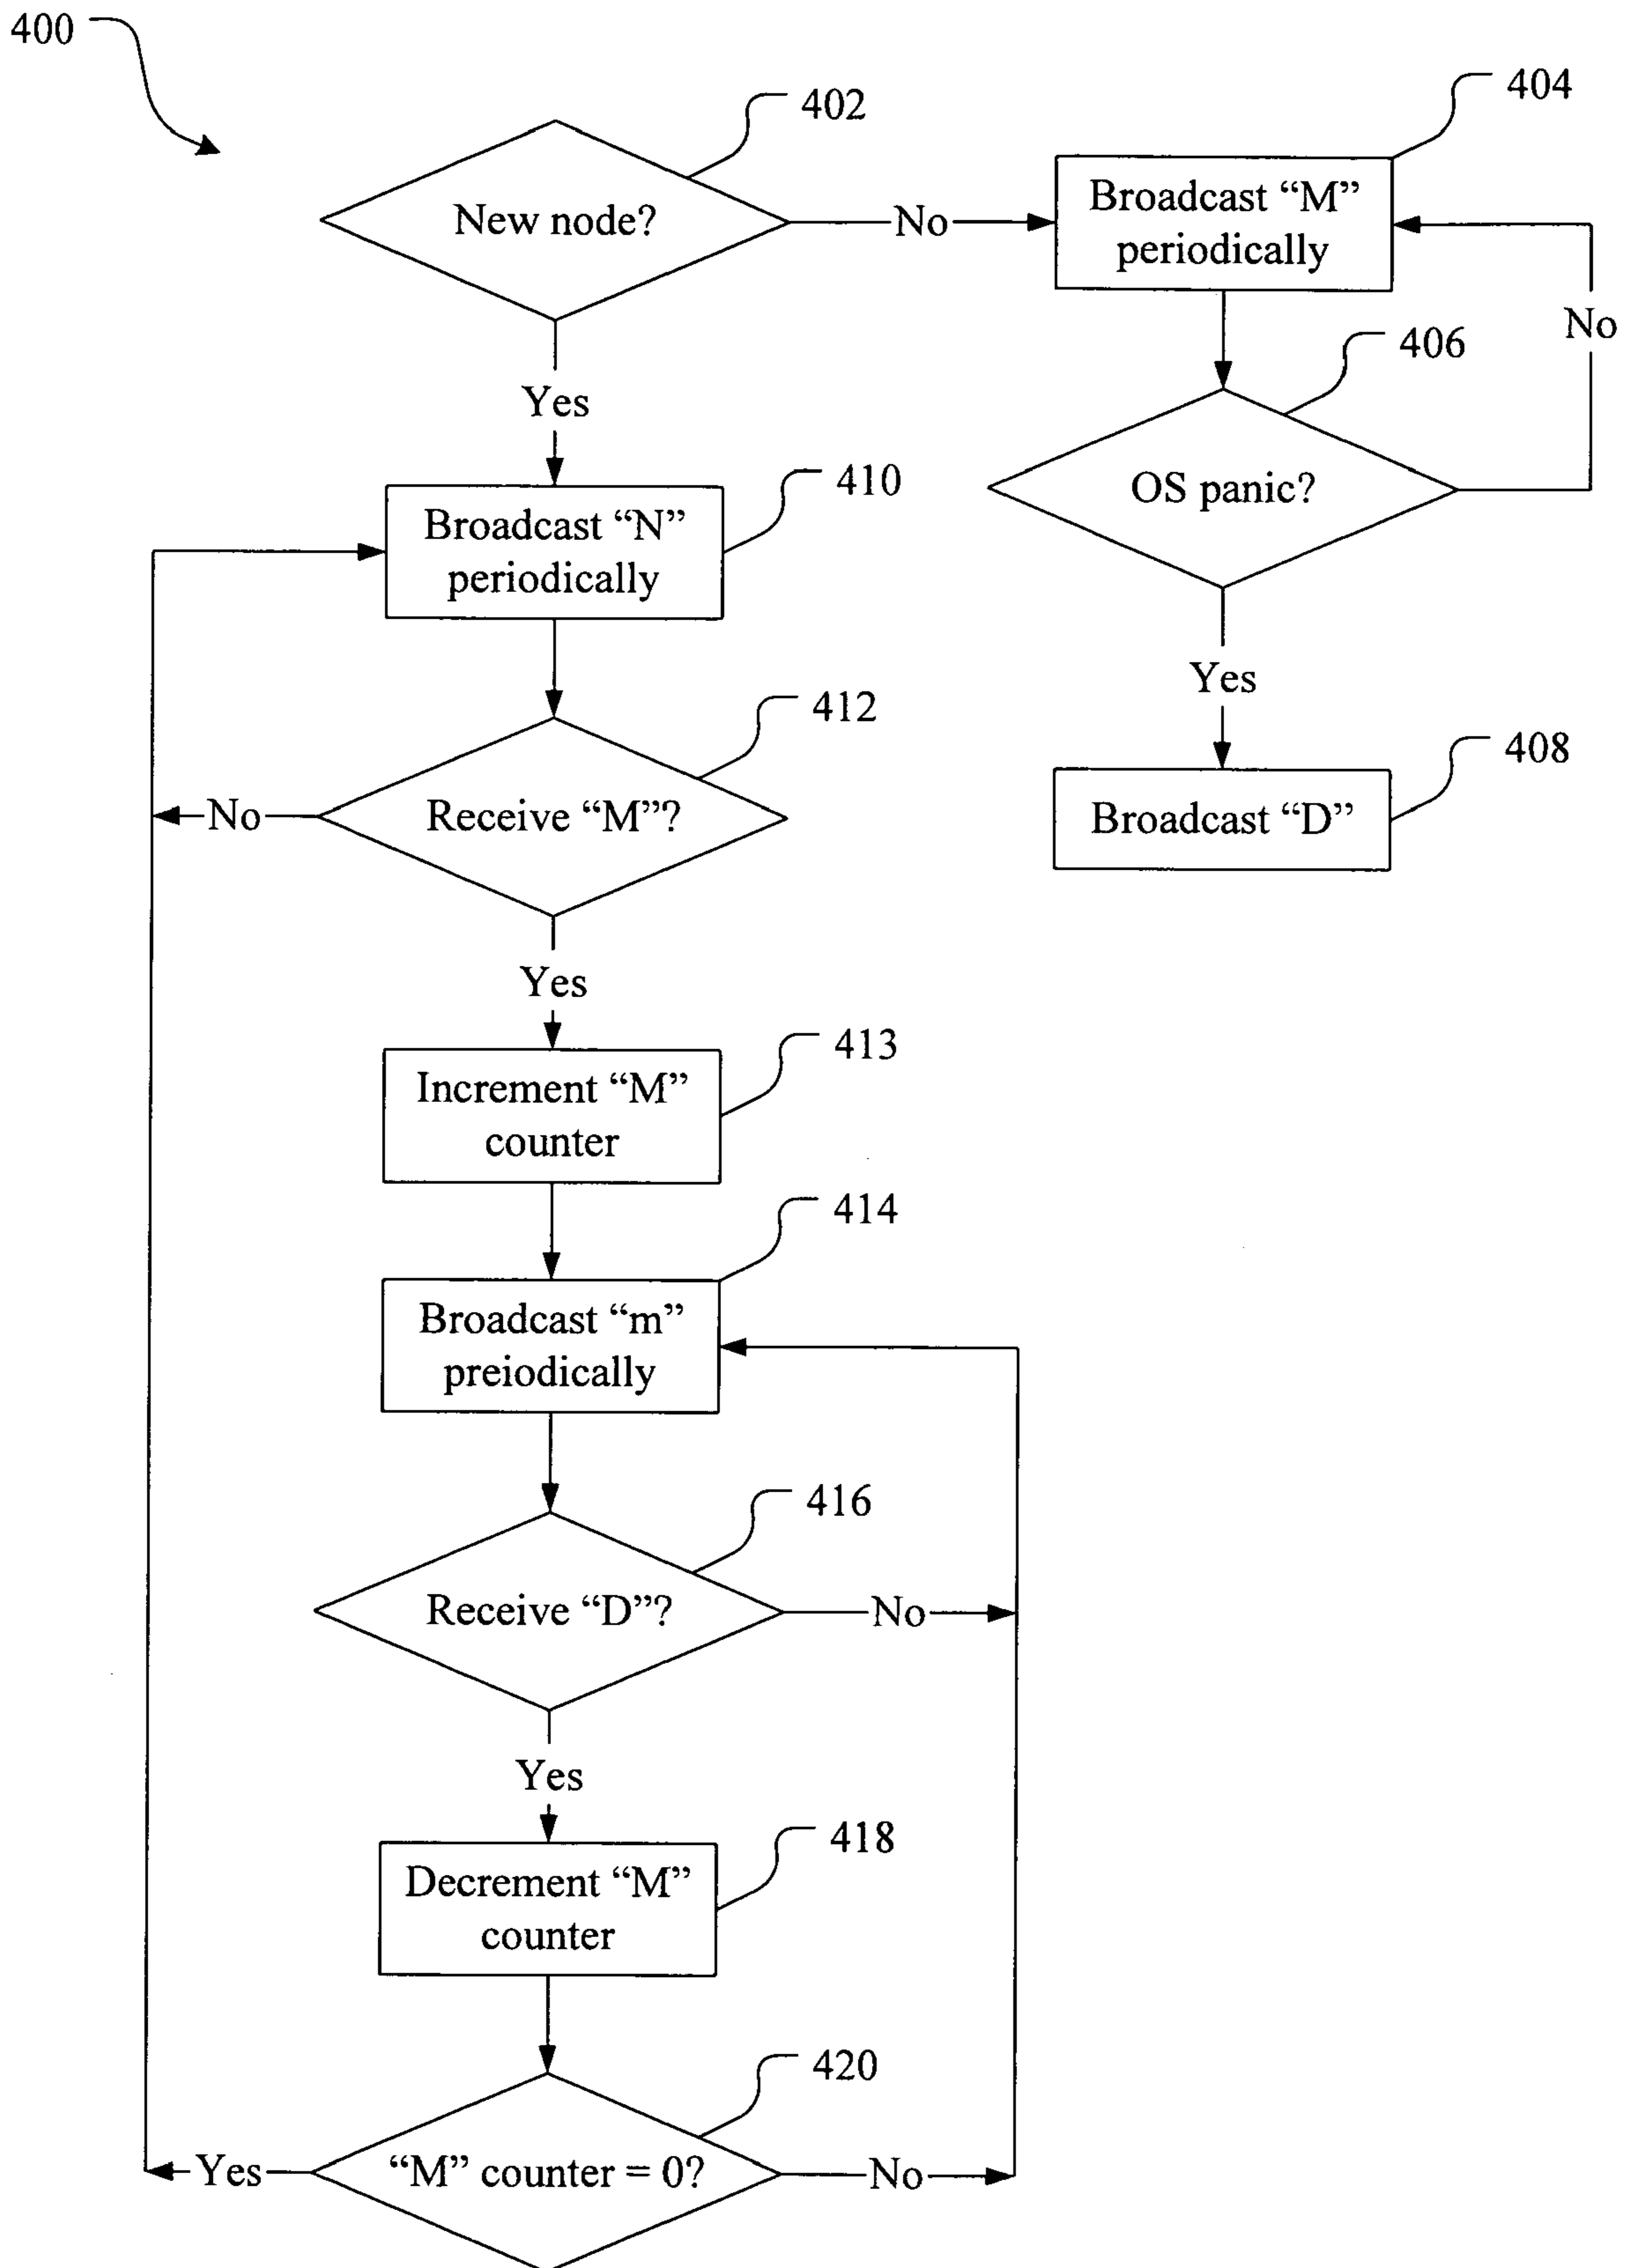 400
402
New node?
No
404
Broadcast “M”
periodically
No
406
OS panic?
Yes
408
Broadcast “D”
Yes
410
Broadcast “N”
periodically
412
Receive “M”?
No
Yes
413
Increment “M”
counter
414
Broadcast “m”
preiodically
416
Receive “D”?
No
Yes
418
Decrement “M”
counter
420
“M” counter = 0?
Yes
No